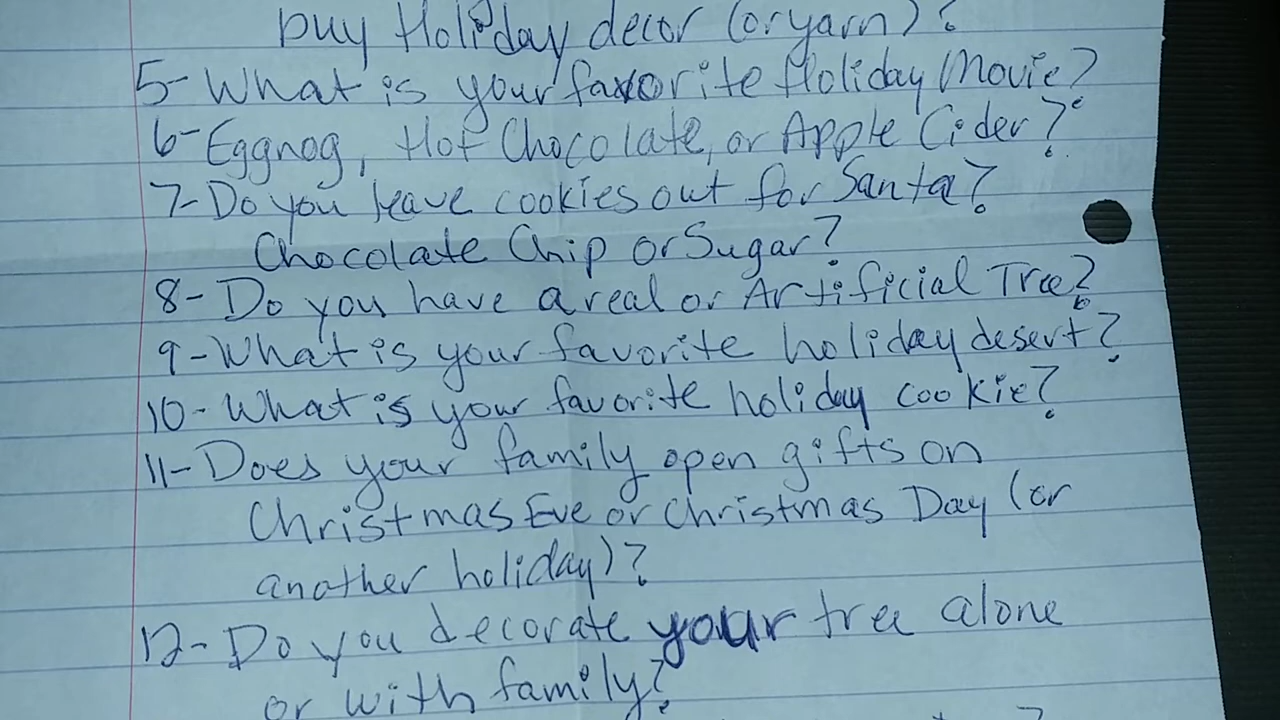 buy Holiday decor (or yarn)?
5- What is your favorite Holiday Movie?
6- Eggnog, Hot Chocolate, or Apple Cider?
7- Do you leave cookies out for Santa?
Chocolate Chip or Sugar?
8- Do you have a real or Artificial Tree?
9- What is your favorite holiday desert?
10- What is your favorite holiday cookie?
11- Does your family open gifts on
Christmas Eve or Christmas Day (or
another holiday)?
12- Do you decorate your tree alone
or with family?